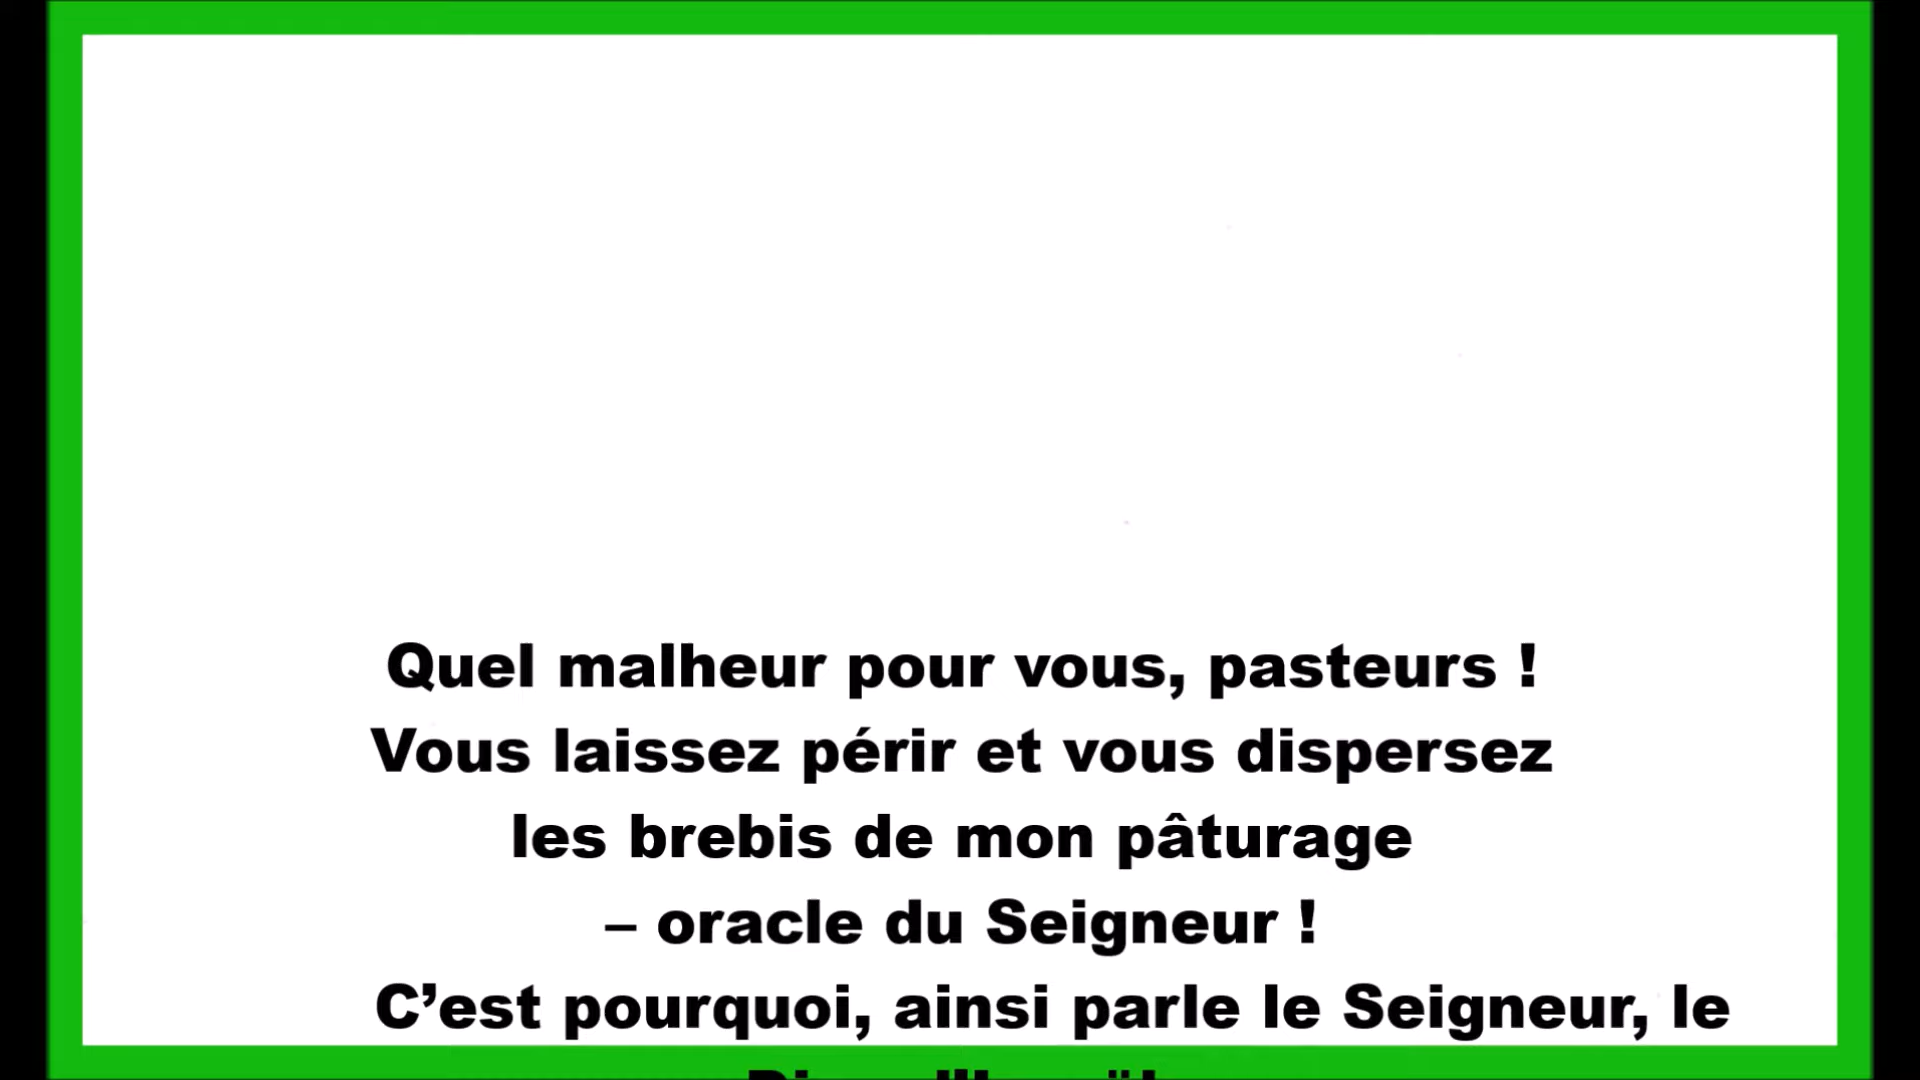 Quel malheur pour vous, pasteurs !
Vous laissez périr et vous dispersez
les brebis de mon pâturage
– oracle du Seigneur !
C’est pourquoi, ainsi parle le Seigneur, le